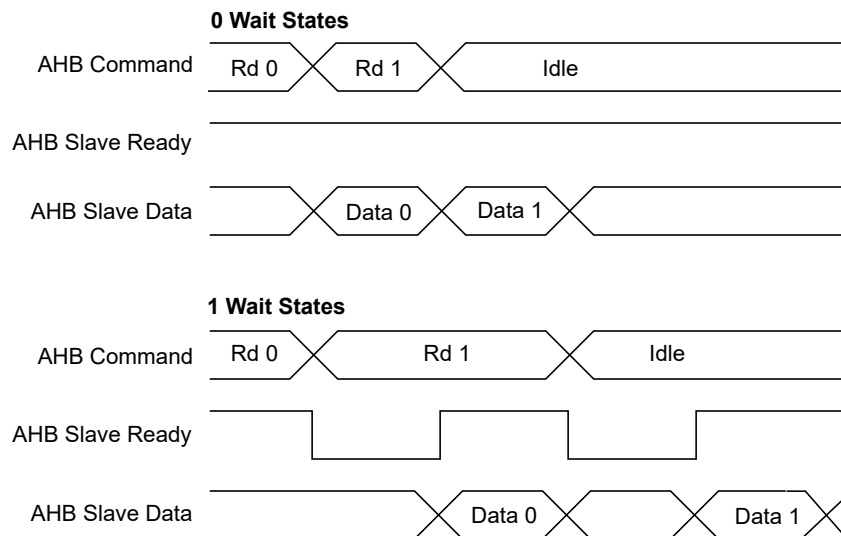 0 Wait States
AHB Command Rd 0 Rd 1 Idle
AHB Slave Ready
AHB Slave Data Data 0 Data 1
1 Wait States
AHB Command Rd 0 Rd 1 Idle
AHB Slave Ready
AHB Slave Data Data 0 Data 1